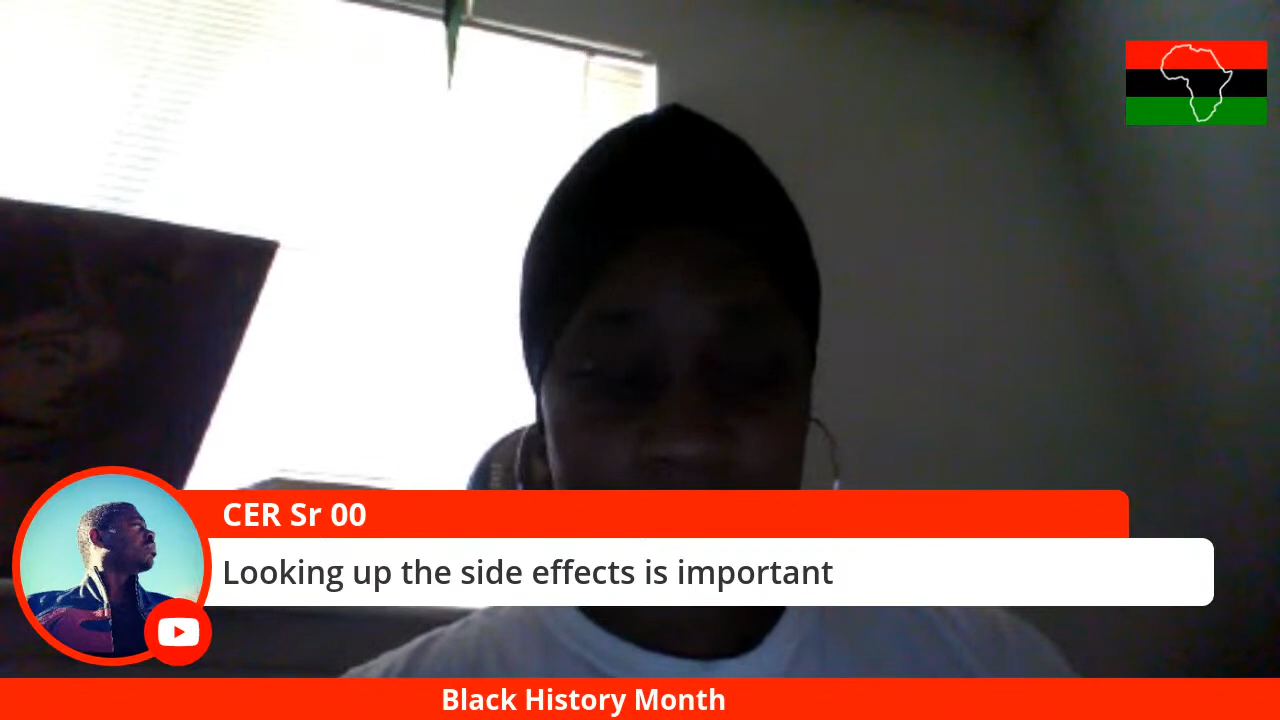 CER Sr 00
Looking up the side effects is important
Black History Month